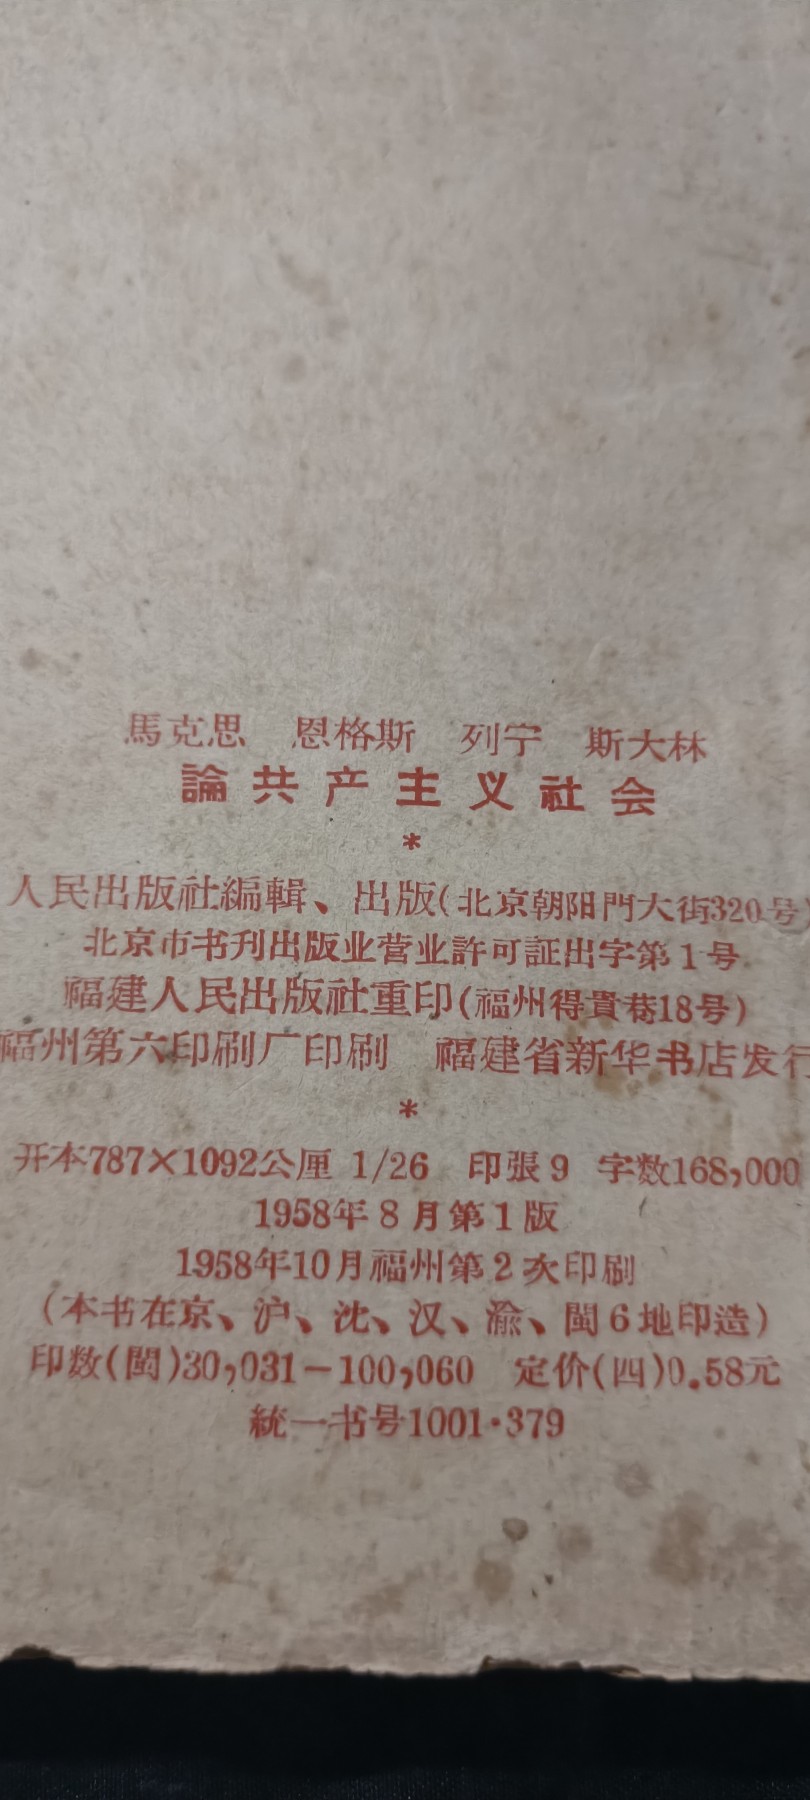 馬克思 恩格斯 列宁 斯大林
論共产主义社会
*
人民出版社編輯、出版(北京朝阳門大街320号)
北京市书刊出版业营业許可証出字第1号
福建人民出版社重印(福州得貴巷18号)
福州第六印刷厂印刷 福建省新华书店发行
*
开本787×1092公厘 1/26 印張9 字数168,000
1958年8月第1版
1958年10月福州第2次印刷
(本书在京、沪、沈、汉、渝、閩6地印造)
印数(閩)30,031—100,060 定价(四)0.58元
統一书号1001·379